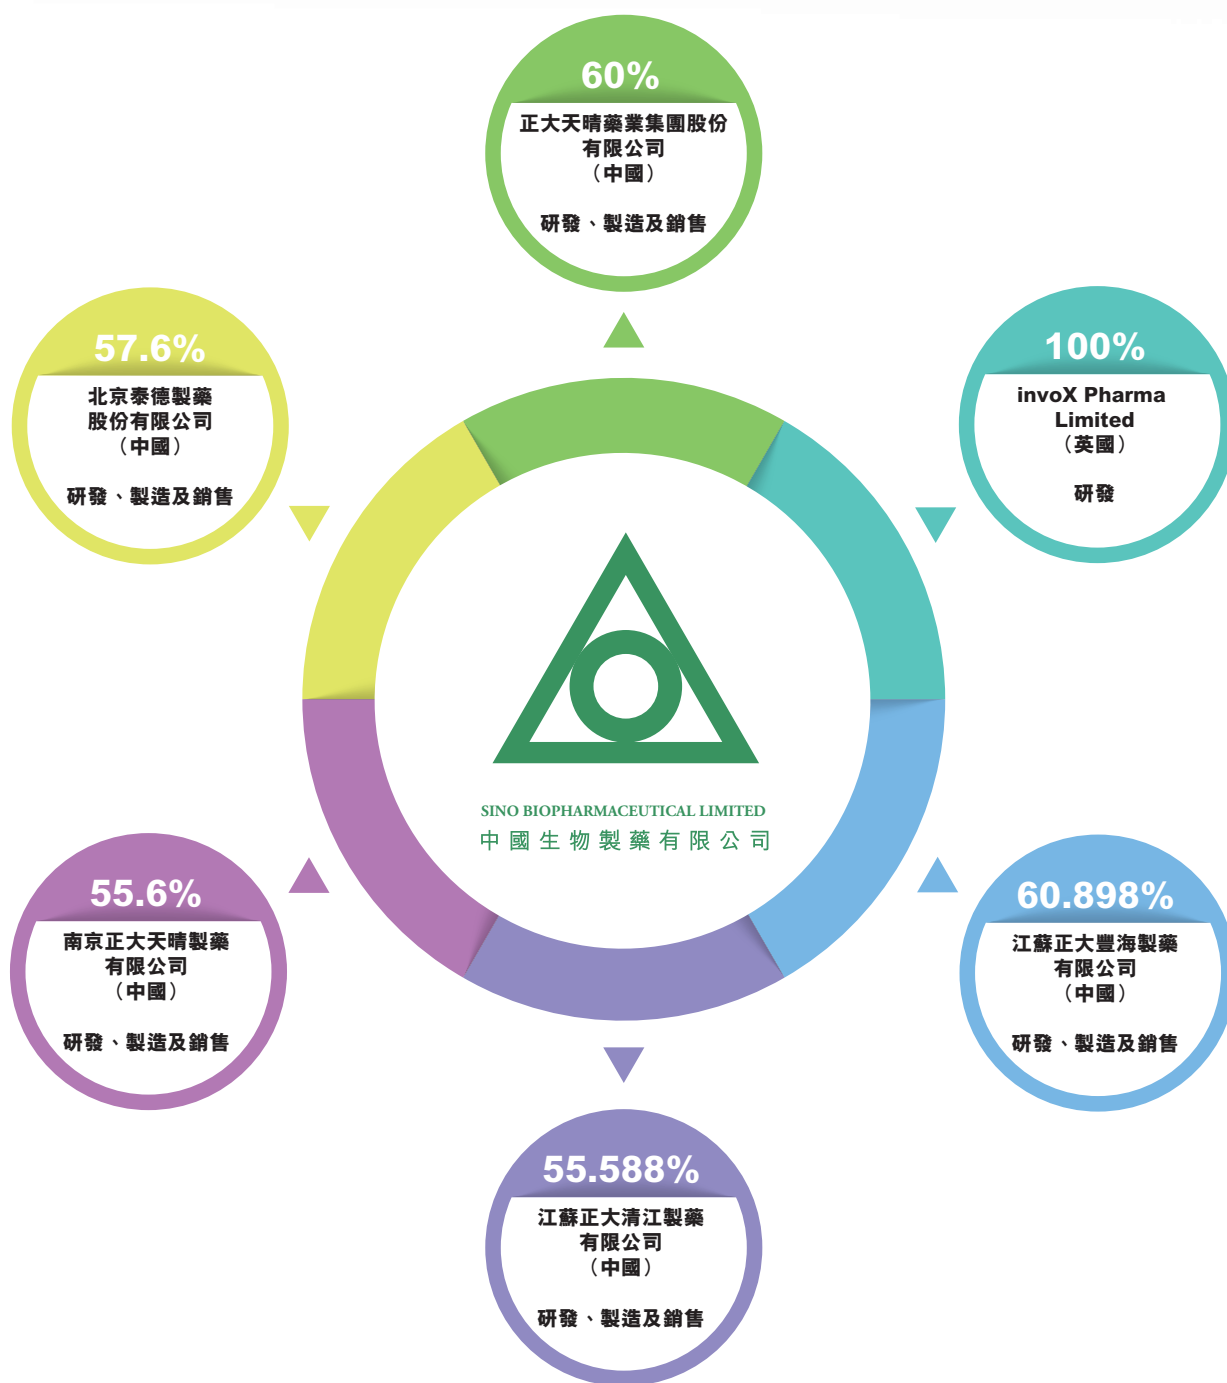 60%
正大天晴藥業集團股份
有限公司
（中國）
研發、製造及銷售
57.6%
北京泰德製藥
股份有限公司
（中國）
研發、製造及銷售
100%
invoX Pharma
Limited
（英國）
研發
SINO BIOPHARMACEUTICAL LIMITED
中國生物製藥有限公司
55.6%
南京正大天晴製藥
有限公司
（中國）
研發、製造及銷售
60.898%
江蘇正大豐海製藥
有限公司
（中國）
研發、製造及銷售
55.588%
江蘇正大清江製藥
有限公司
（中國）
研發、製造及銷售